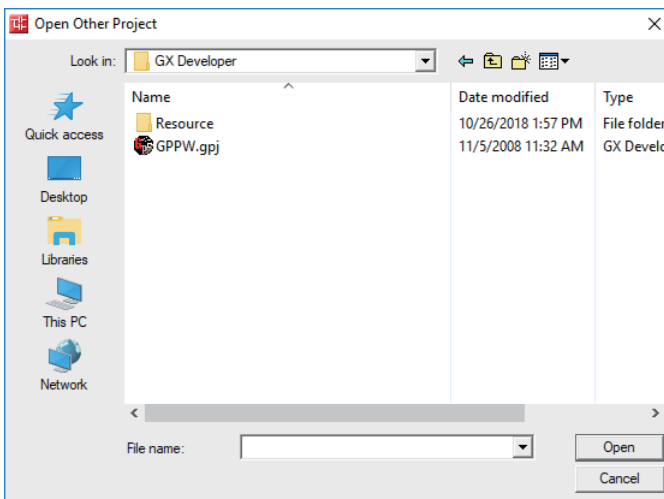 Open Other Project
Look in: GX Developer
Name Date modified Type
Resource 10/26/2018 1:57 PM File folder
GPPW.gpj 11/5/2008 11:32 AM GX Develo
Quick access
Desktop
Libraries
This PC
Network
File name: Open
Cancel